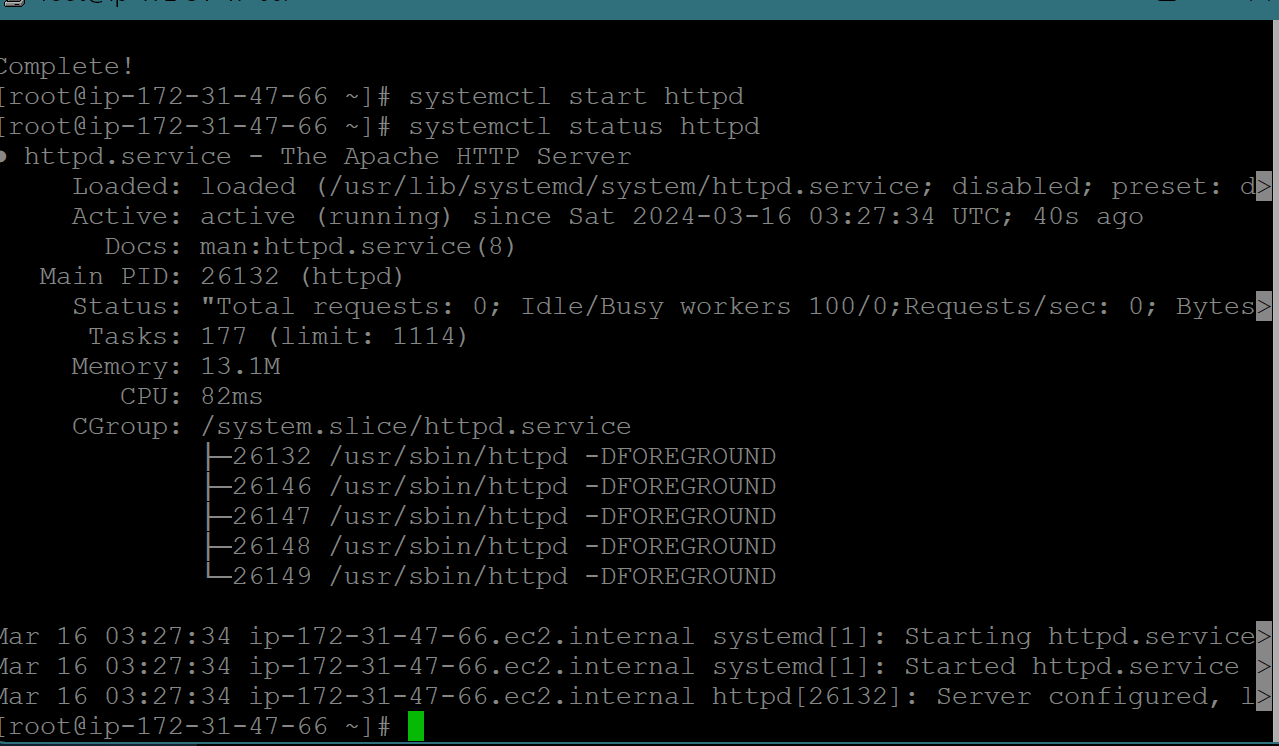 Complete!
[root@ip-172-31-47-66 ~]# systemctl start httpd
[root@ip-172-31-47-66 ~]# systemctl status httpd
● httpd.service - The Apache HTTP Server
     Loaded: loaded (/usr/lib/systemd/system/httpd.service; disabled; preset: d>
     Active: active (running) since Sat 2024-03-16 03:27:34 UTC; 40s ago
       Docs: man:httpd.service(8)
   Main PID: 26132 (httpd)
     Status: "Total requests: 0; Idle/Busy workers 100/0;Requests/sec: 0; Bytes>
      Tasks: 177 (limit: 1114)
     Memory: 13.1M
        CPU: 82ms
     CGroup: /system.slice/httpd.service
             ├─26132 /usr/sbin/httpd -DFOREGROUND
             ├─26146 /usr/sbin/httpd -DFOREGROUND
             ├─26147 /usr/sbin/httpd -DFOREGROUND
             ├─26148 /usr/sbin/httpd -DFOREGROUND
             └─26149 /usr/sbin/httpd -DFOREGROUND
Mar 16 03:27:34 ip-172-31-47-66.ec2.internal systemd[1]: Starting httpd.service>
Mar 16 03:27:34 ip-172-31-47-66.ec2.internal systemd[1]: Started httpd.service >
Mar 16 03:27:34 ip-172-31-47-66.ec2.internal httpd[26132]: Server configured, l>
[root@ip-172-31-47-66 ~]#